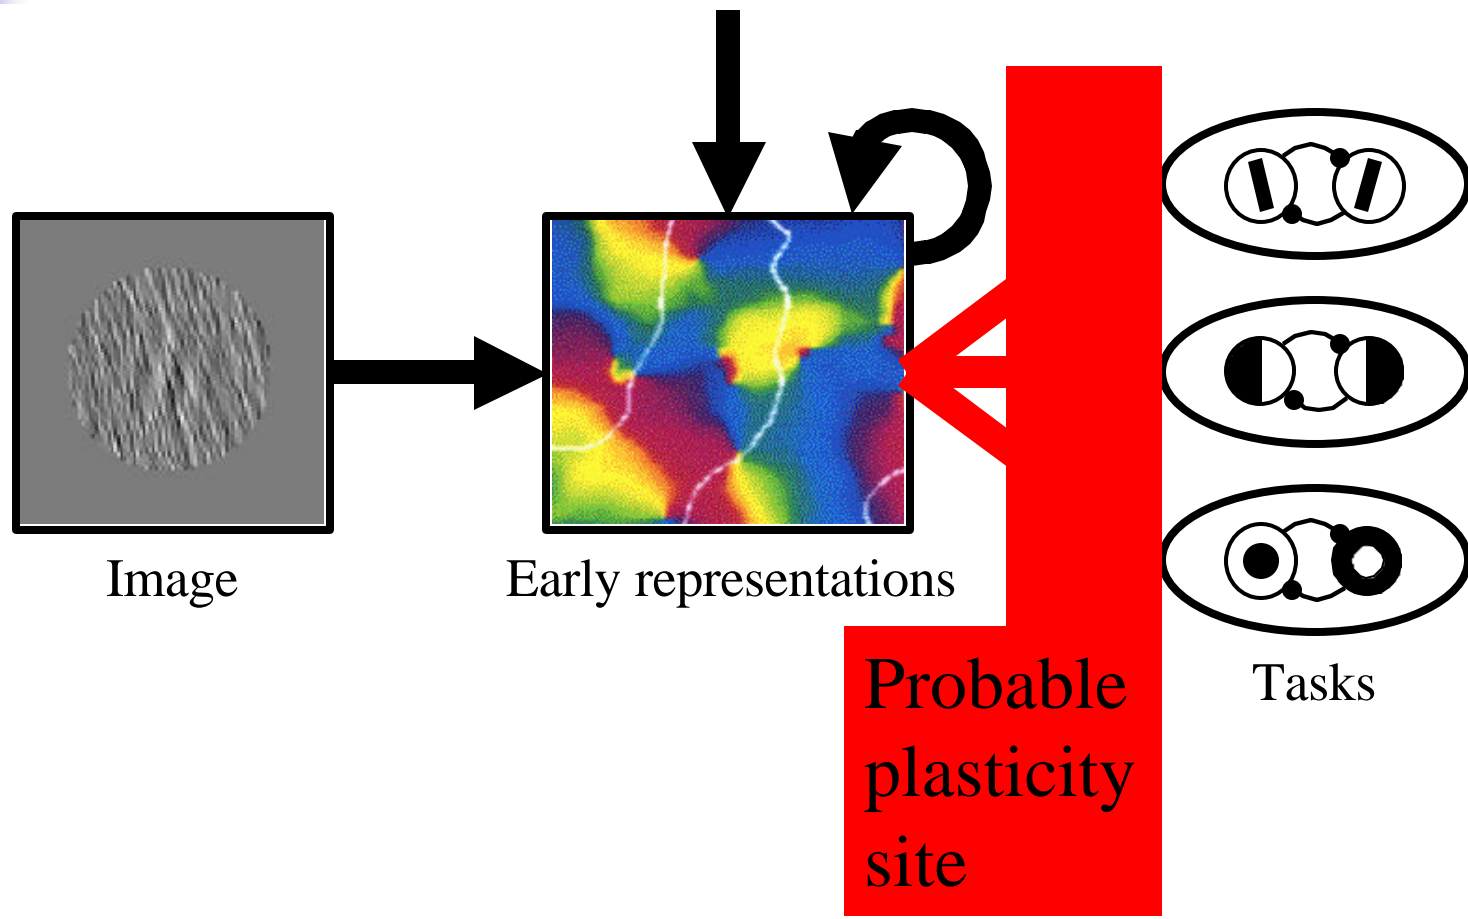 Image
Early representations
Tasks
Probable
plasticity
site